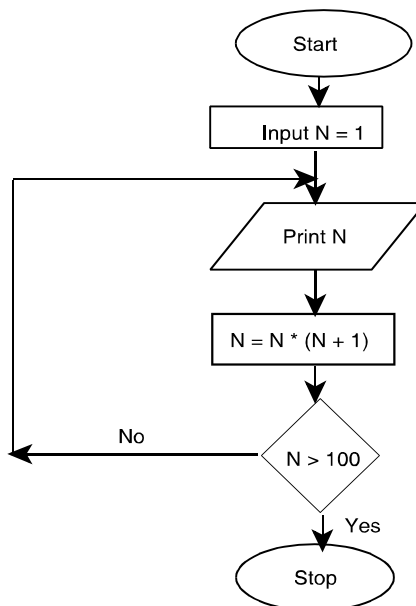 Start
Input N = 1
Print N
N = N * (N + 1)
No
N > 100
Yes
Stop